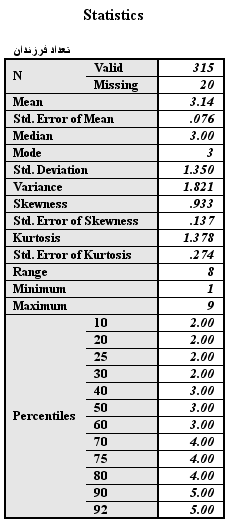 Statistics
تعداد فرزندان
N Valid 315
Missing 20
Mean 3.14
Std. Error of Mean .076
Median 3.00
Mode 3
Std. Deviation 1.350
Variance 1.821
Skewness .933
Std. Error of Skewness .137
Kurtosis 1.378
Std. Error of Kurtosis .274
Range 8
Minimum 1
Maximum 9
Percentiles 10 2.00
20 2.00
25 2.00
30 2.00
40 3.00
50 3.00
60 3.00
70 4.00
75 4.00
80 4.00
90 5.00
92 5.00